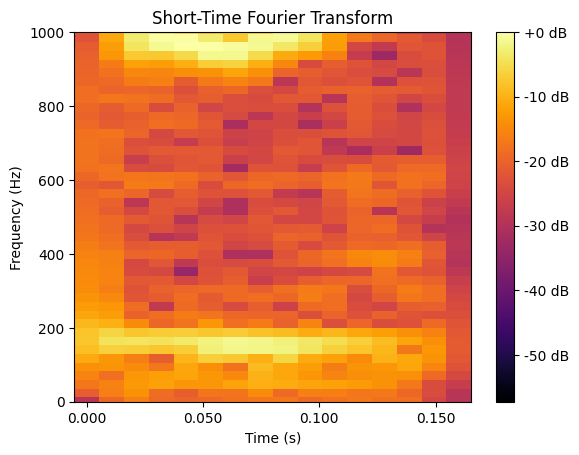 Short-Time Fourier Transform
1000
800
600
400
200
0
Frequency (Hz)
0.000
0.050
0.100
0.150
Time (s)
+0 dB
-10 dB
-20 dB
-30 dB
-40 dB
-50 dB